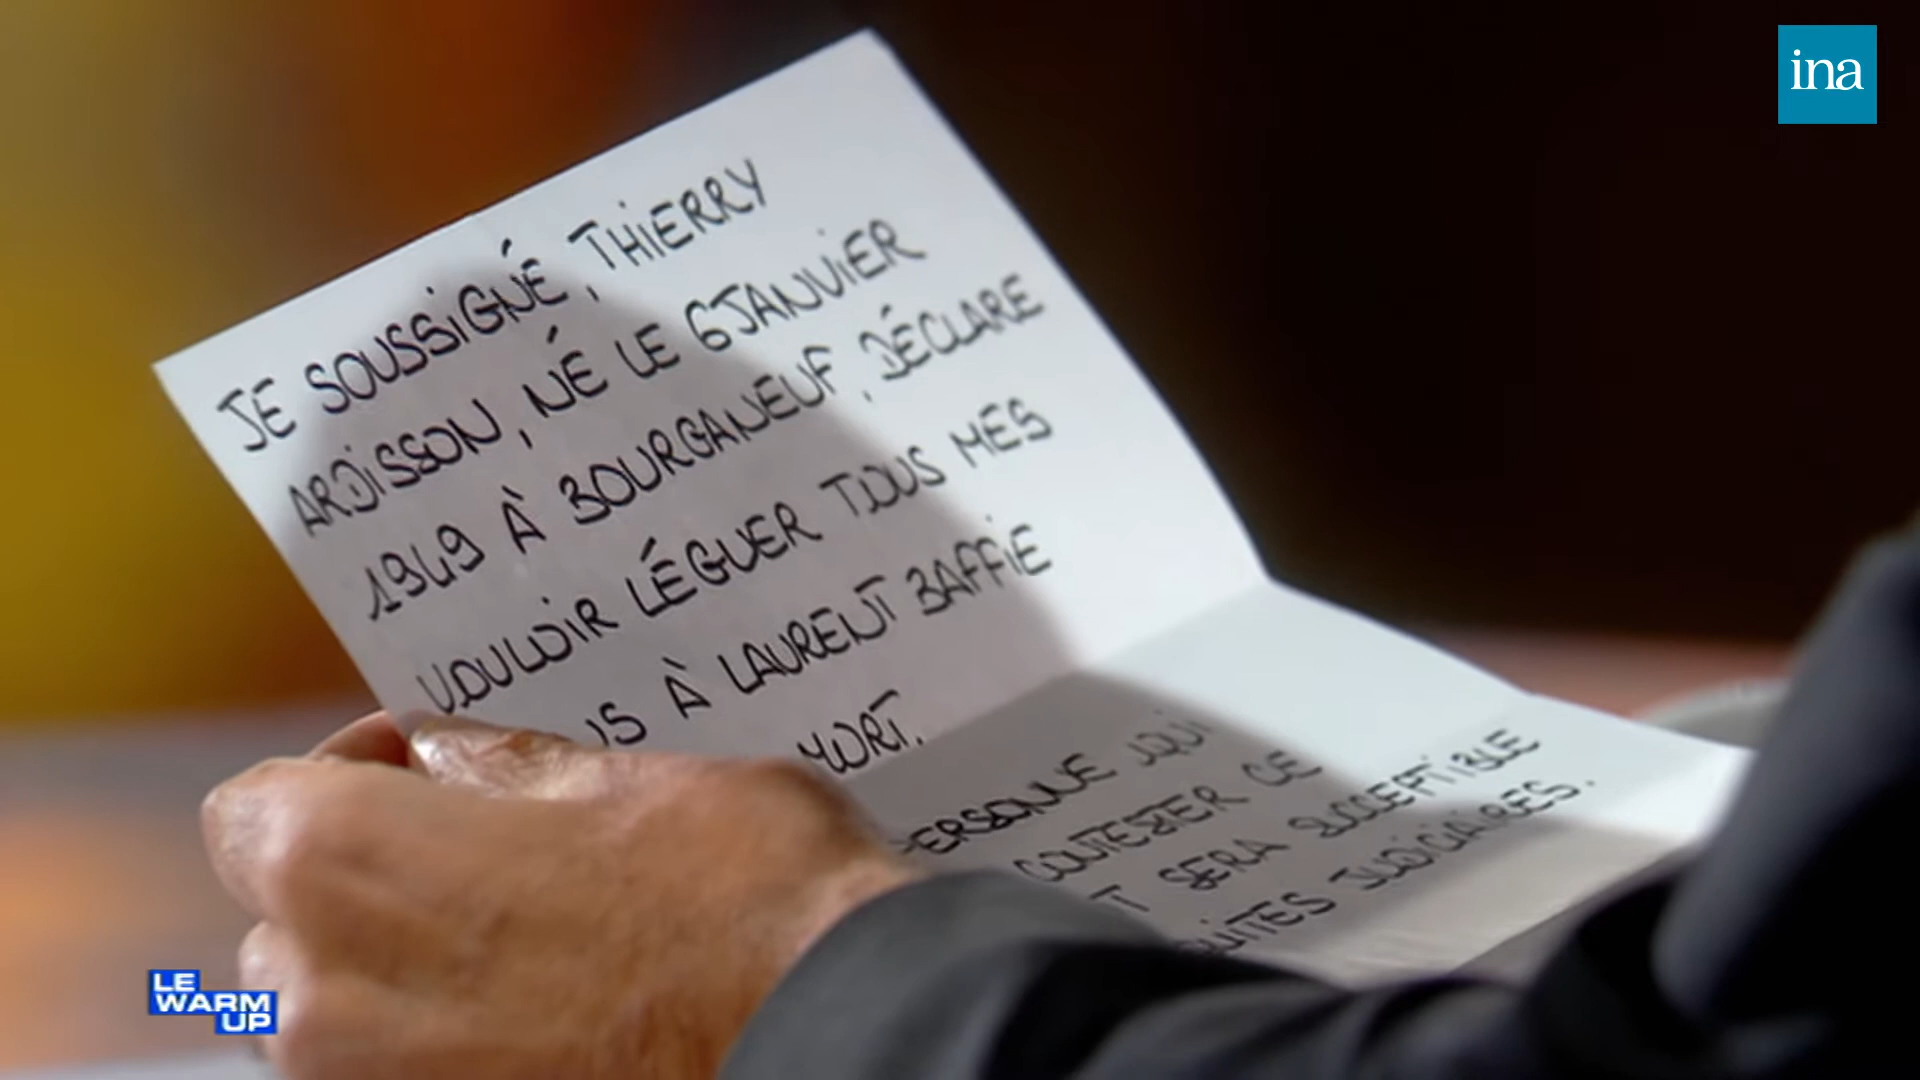 ina
JE SOUSSIGNÉ, THIERRY
ARDISSON, NÉ LE 6 JANVIER
1949 À BOURGANEUF, DÉCLARE
VOULOIR LÉGUER TOUS MES
À LAURENT BAFFIE
MORT.
PERSONNE QUI
CONTESTER CE
SERA SUCCEPTIBLE
JUDICIAIRES.
LE
WARM
UP